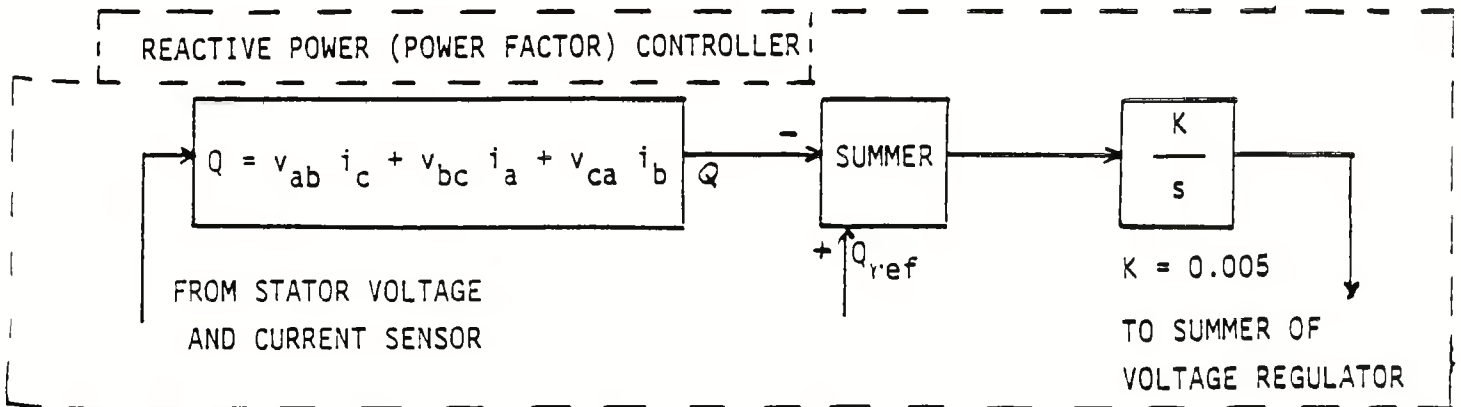 REACTIVE POWER (POWER FACTOR) CONTROLLER
Q = v_ab i_c + v_bc i_a + v_ca i_b
Q
-
SUMMER
K
s
+ Q_ref
K = 0.005
FROM STATOR VOLTAGE
AND CURRENT SENSOR
TO SUMMER OF
VOLTAGE REGULATOR